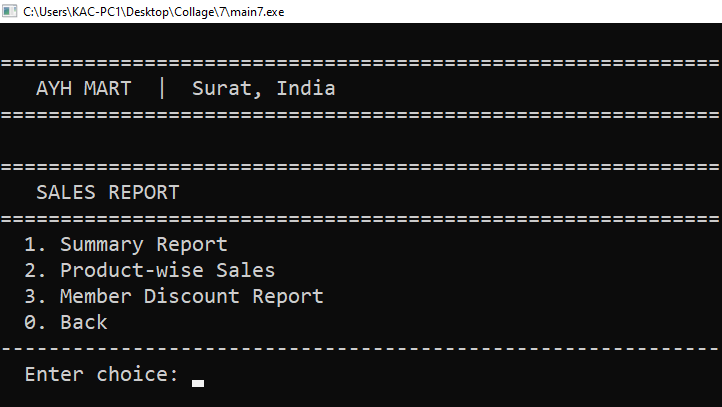 C:\Users\KAC-PC1\Desktop\Collage\7\main7.exe
============================================================
AYH MART | Surat, India
============================================================
============================================================
SALES REPORT
============================================================
1. Summary Report
2. Product-wise Sales
3. Member Discount Report
0. Back
------------------------------------------------------------
Enter choice: